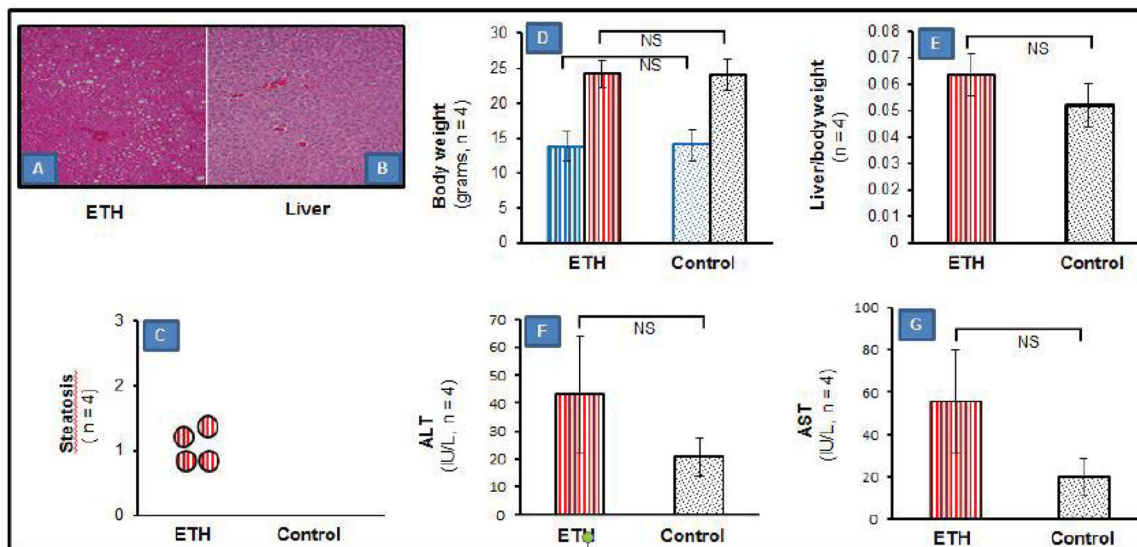 A
B
ETH
Liver
D
Body weight
(grams, n = 4)
30
25
20
15
10
5
0
NS
NS
ETH
Control
E
Liver/body weight
(n = 4)
0.08
0.07
0.06
0.05
0.04
0.03
0.02
0.01
0
NS
ETH
Control
C
Steatosis
( n = 4)
3
2
1
0
ETH
Control
F
ALT
(IU/L, n = 4)
70
60
50
40
30
20
10
0
NS
ETH
Control
G
AST
(IU/L, n = 4)
100
80
60
40
20
0
NS
ETH
Control